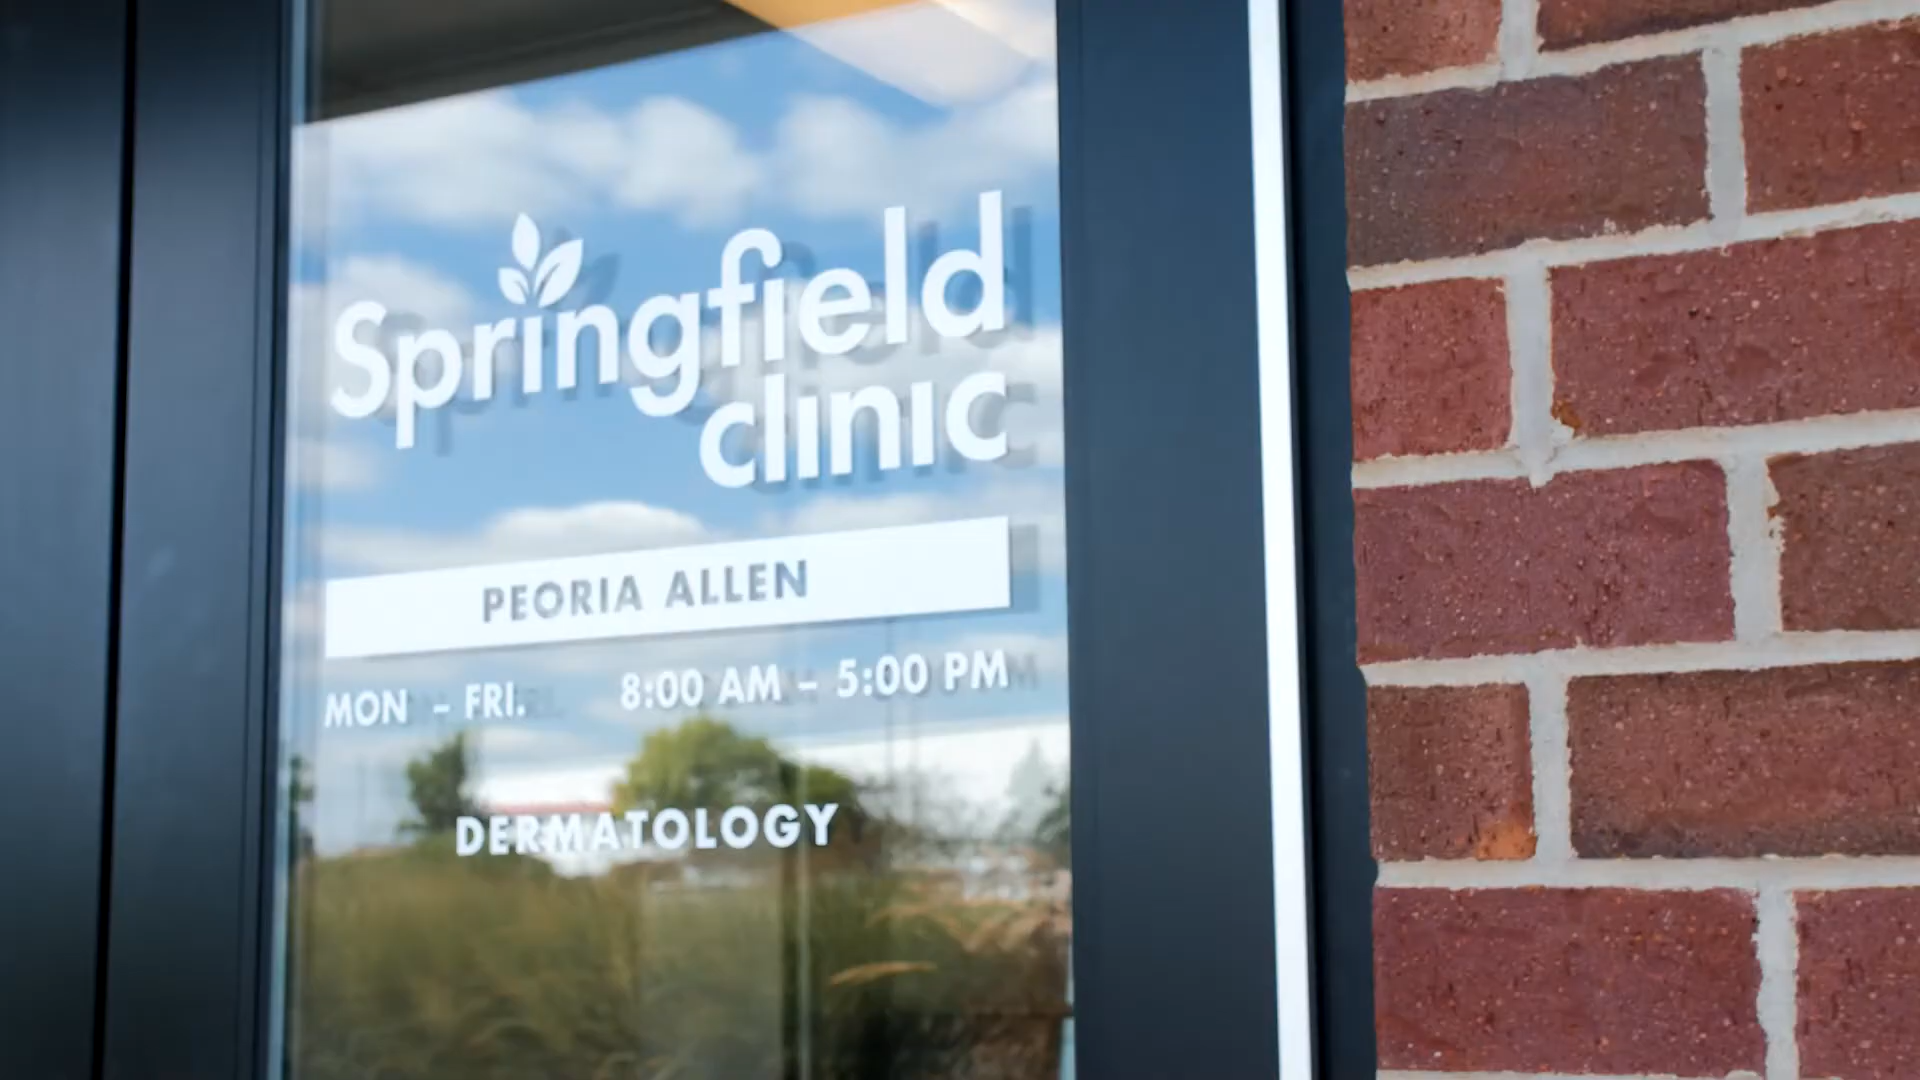 Springfield
clinic
PEORIA ALLEN
MON – FRI. 8:00 AM – 5:00 PM
DERMATOLOGY